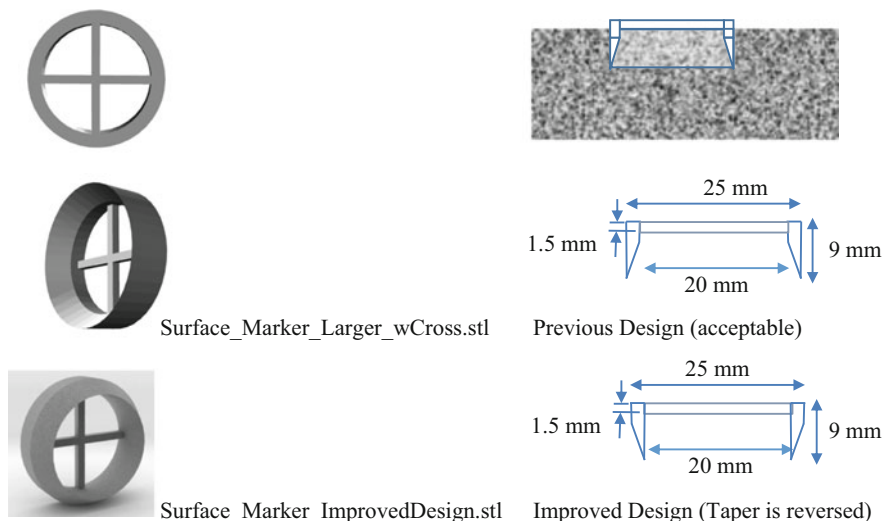 25 mm
1.5 mm
9 mm
20 mm
Surface_Marker_Larger_wCross.stl Previous Design (acceptable)
25 mm
1.5 mm
9 mm
20 mm
Surface_Marker_ImprovedDesign.stl Improved Design (Taper is reversed)